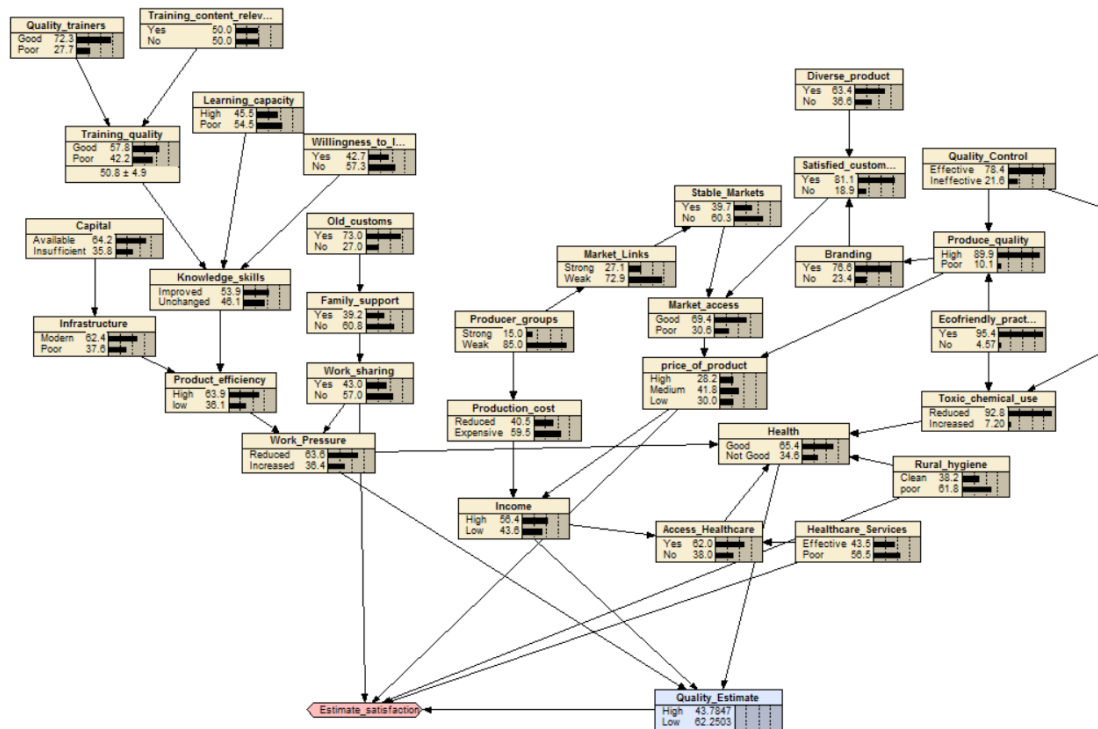 Quality_trainers
Good 72.3
Poor 27.7
Training_content_relev...
Yes 50.0
No 50.0
Learning_capacity
High 45.5
Poor 54.5
Training_quality
Good 57.8
Poor 42.2
50.8 ± 4.9
Willingness_to_l...
Yes 42.7
No 57.3
Diverse_product
Yes 63.4
No 36.6
Satisfied_custom...
Yes 81.1
No 18.9
Quality_Control
Effective 78.4
Ineffective 21.6
Stable_Markets
Yes 39.7
No 60.3
Capital
Available 64.2
Insufficient 35.8
Old_customs
Yes 73.0
No 27.0
Market_Links
Strong 27.1
Weak 72.9
Branding
Yes 76.6
No 23.4
Produce_quality
High 89.9
Poor 10.1
Knowledge_skills
Improved 53.9
Unchanged 46.1
Family_support
Yes 39.2
No 60.8
Market_access
Good 69.4
Poor 30.6
Infrastructure
Modern 62.4
Poor 37.6
Producer_groups
Strong 15.0
Weak 85.0
Ecofriendly_pract...
Yes 95.4
No 4.57
Product_efficiency
High 63.9
low 36.1
Work_sharing
Yes 43.0
No 57.0
price_of_product
High 28.2
Medium 41.8
Low 30.0
Production_cost
Reduced 40.5
Expensive 59.5
Toxic_chemical_use
Reduced 92.8
Increased 7.20
Work_Pressure
Reduced 63.6
Increased 36.4
Health
Good 65.4
Not Good 34.6
Rural_hygiene
Clean 38.2
poor 61.8
Income
High 56.4
Low 43.6
Access_Healthcare
Yes 62.0
No 38.0
Healthcare_Services
Effective 43.5
Poor 56.5
Estimate_satisfaction
Quality_Estimate
High 43.7847
Low 62.2503